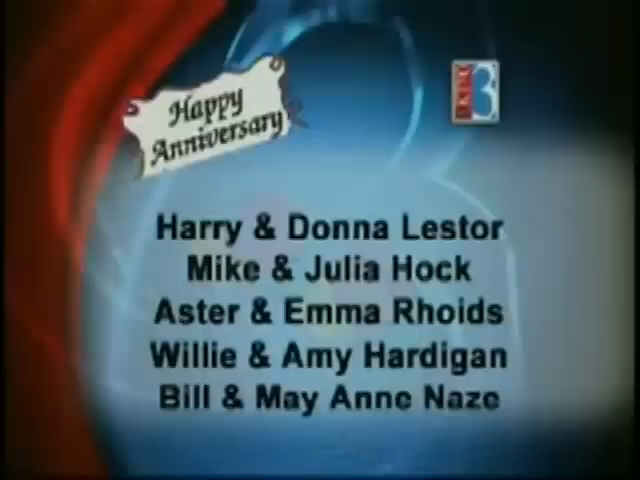 Happy
Anniversary
3
Harry & Donna Lestor
Mike & Julia Hock
Aster & Emma Rhoids
Willie & Amy Hardigan
Bill & May Anne Naze